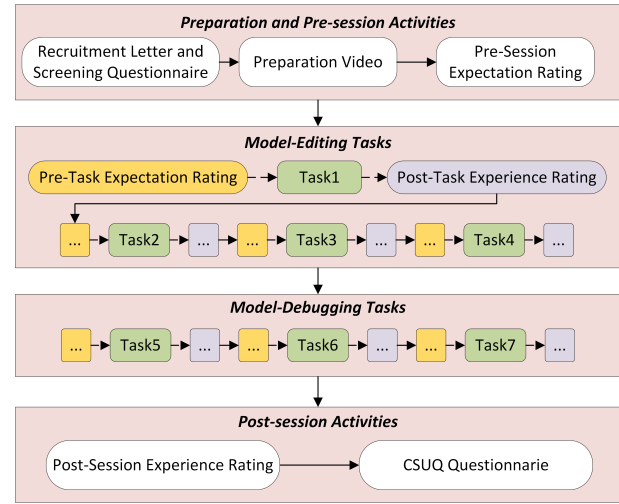 Preparation and Pre-session Activities
Recruitment Letter and
Screening Questionnaire
Preparation Video
Pre-Session
Expectation Rating
Model-Editing Tasks
Pre-Task Expectation Rating
Task1
Post-Task Experience Rating
... Task2 ... ... Task3 ... ... Task4 ...
Model-Debugging Tasks
... Task5 ... ... Task6 ... ... Task7 ...
Post-session Activities
Post-Session Experience Rating
CSUQ Questionnarie